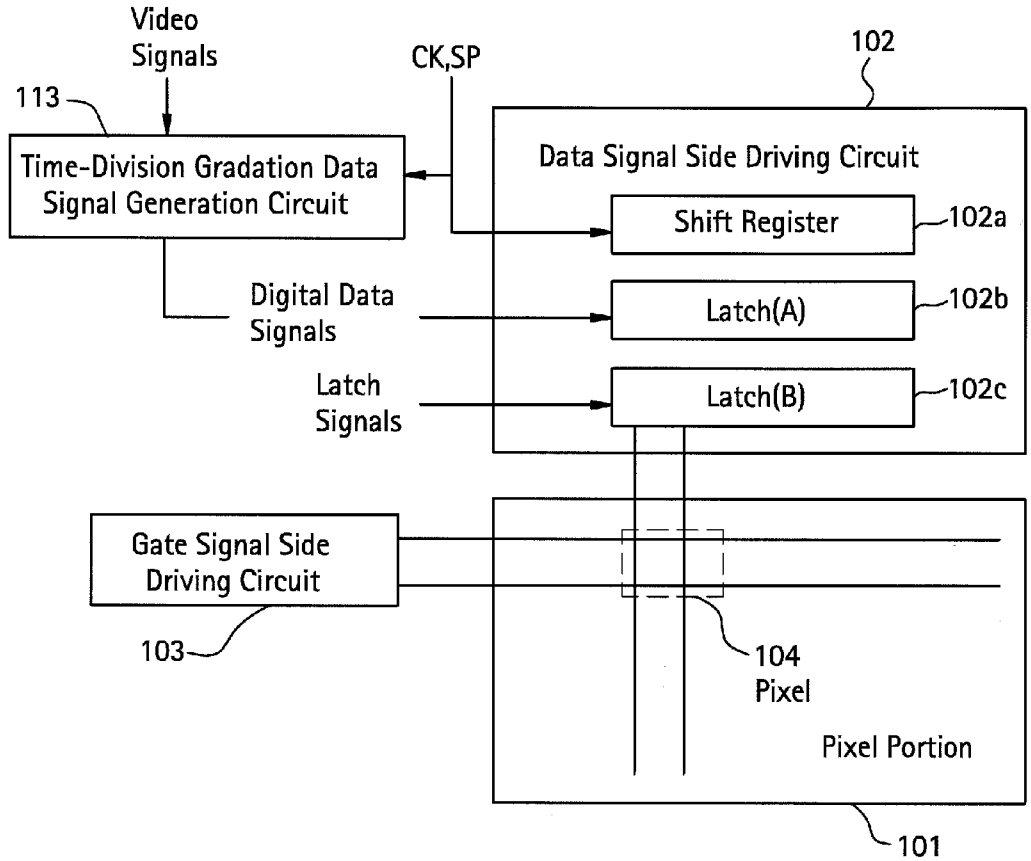 Video
Signals
CK,SP
102
113
Time-Division Gradation Data
Signal Generation Circuit
Data Signal Side Driving Circuit
Shift Register
102a
Digital Data
Signals
Latch(A)
102b
Latch
Signals
Latch(B)
102c
Gate Signal Side
Driving Circuit
103
104
Pixel
Pixel Portion
101